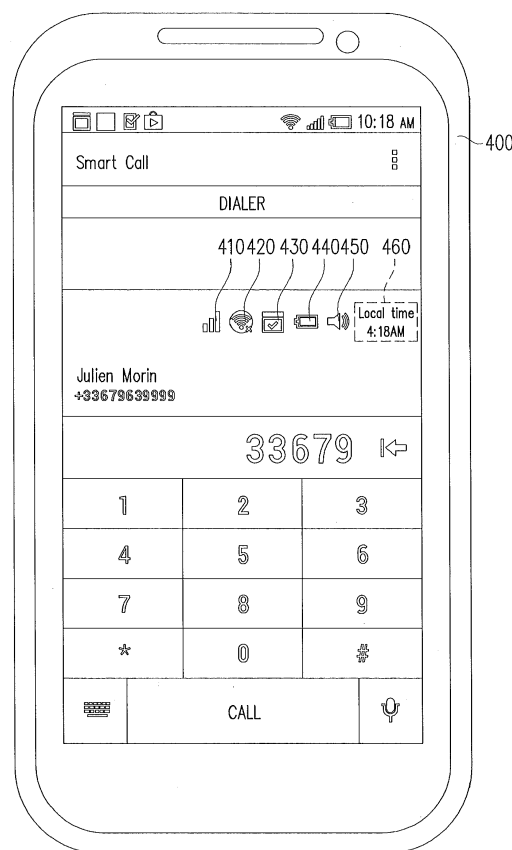 10:18 AM
400
Smart Call
DIALER
410 420 430 440 450 460
Local time
4:18AM
Julien Morin
+33679639999
33679
1 2 3
4 5 6
7 8 9
* 0 #
CALL